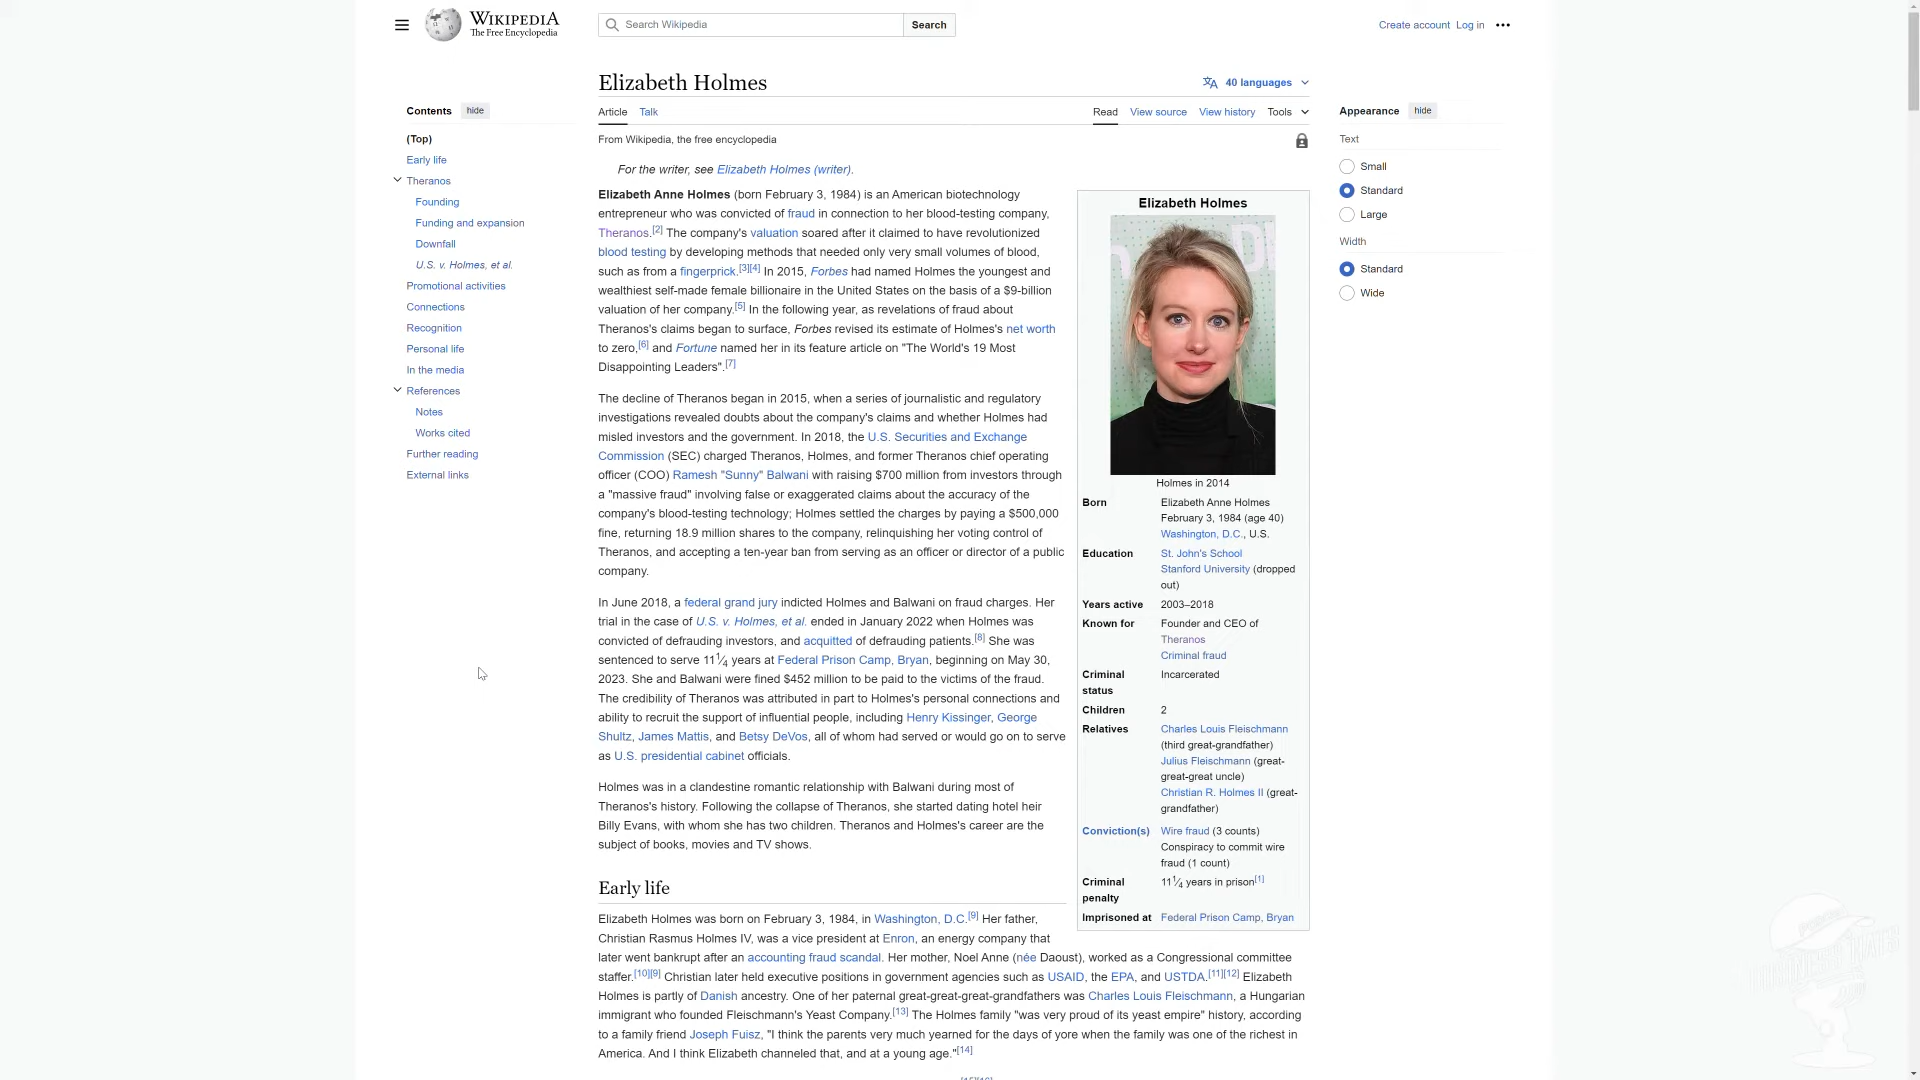 WIKIPEDIA
The Free Encyclopedia
Search Wikipedia
Search
Create account Log in
Contents hide
(Top)
Early life
Theranos
Founding
Funding and expansion
Downfall
U.S. v. Holmes, et al.
Promotional activities
Connections
Recognition
Personal life
In the media
References
Notes
Works cited
Further reading
External links
Elizabeth Holmes
40 languages
Article Talk
Read View source View history Tools
From Wikipedia, the free encyclopedia
For the writer, see Elizabeth Holmes (writer).
Elizabeth Anne Holmes (born February 3, 1984) is an American biotechnology
entrepreneur who was convicted of fraud in connection to her blood-testing company,
Theranos.[2] The company's valuation soared after it claimed to have revolutionized
blood testing by developing methods that needed only very small volumes of blood,
such as from a fingerprick.[3][4] In 2015, Forbes had named Holmes the youngest and
wealthiest self-made female billionaire in the United States on the basis of a $9-billion
valuation of her company.[5] In the following year, as revelations of fraud about
Theranos's claims began to surface, Forbes revised its estimate of Holmes's net worth
to zero,[6] and Fortune named her in its feature article on "The World's 19 Most
Disappointing Leaders".[7]
The decline of Theranos began in 2015, when a series of journalistic and regulatory
investigations revealed doubts about the company's claims and whether Holmes had
misled investors and the government. In 2018, the U.S. Securities and Exchange
Commission (SEC) charged Theranos, Holmes, and former Theranos chief operating
officer (COO) Ramesh "Sunny" Balwani with raising $700 million from investors through
a "massive fraud" involving false or exaggerated claims about the accuracy of the
company's blood-testing technology; Holmes settled the charges by paying a $500,000
fine, returning 18.9 million shares to the company, relinquishing her voting control of
Theranos, and accepting a ten-year ban from serving as an officer or director of a public
company.
In June 2018, a federal grand jury indicted Holmes and Balwani on fraud charges. Her
trial in the case of U.S. v. Holmes, et al. ended in January 2022 when Holmes was
convicted of defrauding investors, and acquitted of defrauding patients.[8] She was
sentenced to serve 11 1⁄4 years at Federal Prison Camp, Bryan, beginning on May 30,
2023. She and Balwani were fined $452 million to be paid to the victims of the fraud.
The credibility of Theranos was attributed in part to Holmes's personal connections and
ability to recruit the support of influential people, including Henry Kissinger, George
Shultz, James Mattis, and Betsy DeVos, all of whom had served or would go on to serve
as U.S. presidential cabinet officials.
Holmes was in a clandestine romantic relationship with Balwani during most of
Theranos's history. Following the collapse of Theranos, she started dating hotel heir
Billy Evans, with whom she has two children. Theranos and Holmes's career are the
subject of books, movies and TV shows.
Elizabeth Holmes
Holmes in 2014
Born Elizabeth Anne Holmes
February 3, 1984 (age 40)
Washington, D.C., U.S.
Education St. John's School
Stanford University (dropped
out)
Years active 2003–2018
Known for Founder and CEO of
Theranos
Criminal fraud
Criminal status Incarcerated
Children 2
Relatives Charles Louis Fleischmann
(third great-grandfather)
Julius Fleischmann (great-
great-great uncle)
Christian R. Holmes II (great-
grandfather)
Conviction(s) Wire fraud (3 counts)
Conspiracy to commit wire
fraud (1 count)
Criminal penalty 11 1⁄4 years in prison[1]
Imprisoned at Federal Prison Camp, Bryan
Early life
Elizabeth Holmes was born on February 3, 1984, in Washington, D.C.[9] Her father,
Christian Rasmus Holmes IV, was a vice president at Enron, an energy company that
later went bankrupt after an accounting fraud scandal. Her mother, Noel Anne (née Daoust), worked as a Congressional committee
staffer.[10][9] Christian later held executive positions in government agencies such as USAID, the EPA, and USTDA.[11][12] Elizabeth
Holmes is partly of Danish ancestry. One of her paternal great-great-great-grandfathers was Charles Louis Fleischmann, a Hungarian
immigrant who founded Fleischmann's Yeast Company.[13] The Holmes family "was very proud of its yeast empire" history, according
to a family friend Joseph Fuisz, "I think the parents very much yearned for the days of yore when the family was one of the richest in
America. And I think Elizabeth channeled that, and at a young age."[14]
Appearance hide
Text
Small
Standard
Large
Width
Standard
Wide